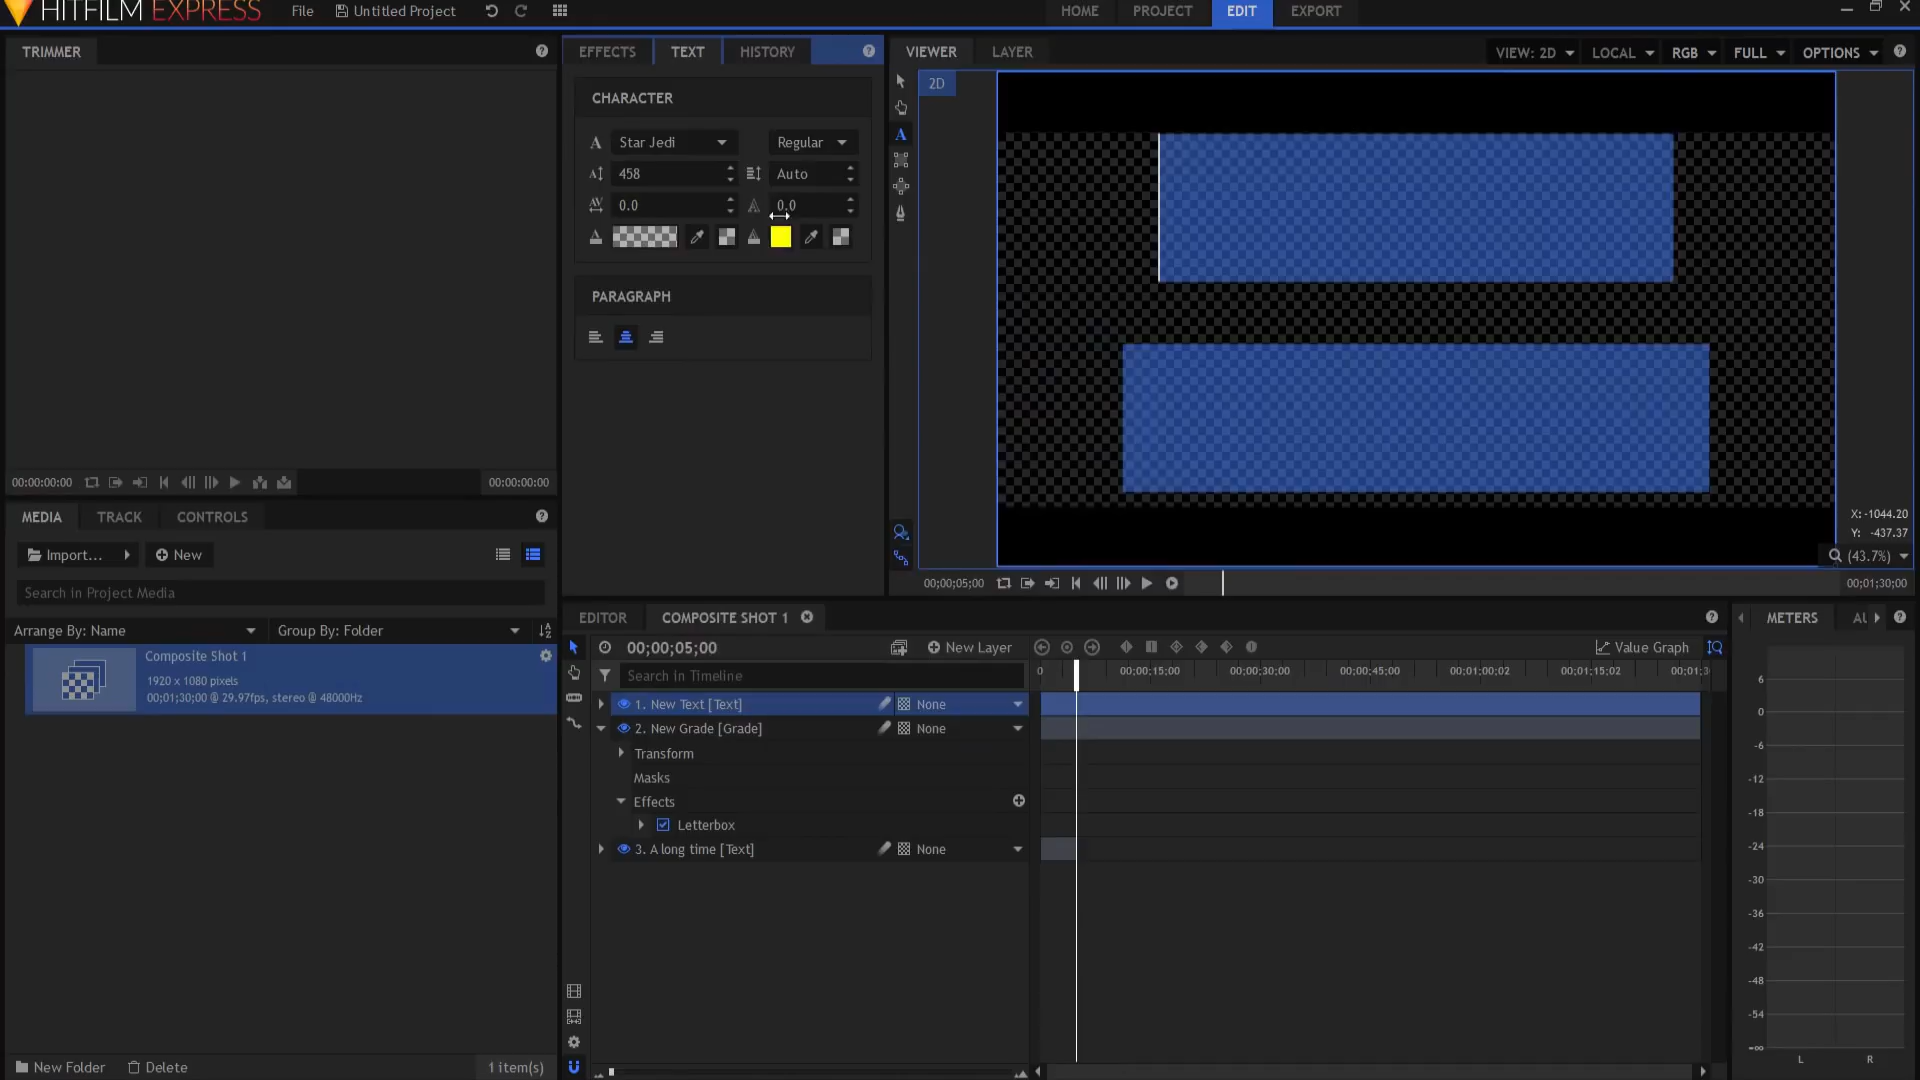 HITFILM EXPRESS
File
Untitled Project
HOME
PROJECT
EDIT
EXPORT
TRIMMER
EFFECTS
TEXT
HISTORY
VIEWER
LAYER
VIEW: 2D
LOCAL
RGB
FULL
OPTIONS
2D
CHARACTER
Star Jedi
Regular
458
Auto
0.0
0.0
PARAGRAPH
X: -1044.20
Y: -437.37
(43.7%)
00:00:00:00
00:00:00:00
00;00;05;00
00;01;30;00
MEDIA
TRACK
CONTROLS
Import...
New
Search in Project Media
Arrange By: Name
Group By: Folder
Composite Shot 1
1920 x 1080 pixels
00;01;30;00 @ 29.97fps, stereo @ 48000Hz
New Folder
Delete
1 item(s)
EDITOR
COMPOSITE SHOT 1
00;00;05;00
New Layer
Value Graph
Search in Timeline
0
00;00;15;00
00;00;30;00
00;00;45;00
00;01;00;02
00;01;15;02
00;01;3
1. New Text [Text]
None
2. New Grade [Grade]
None
Transform
Masks
Effects
Letterbox
3. A long time [Text]
None
METERS
AU
6
0
-6
-12
-18
-24
-30
-36
-42
-48
-54
-∞
L
R